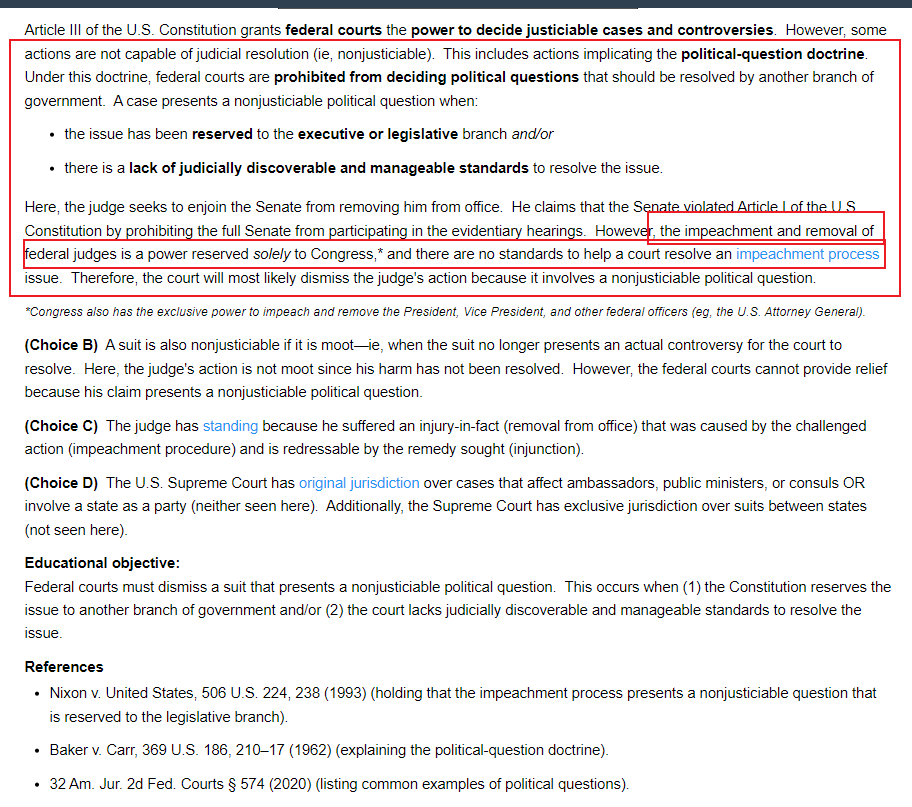 Article III of the U.S. Constitution grants federal courts the power to decide justiciable cases and controversies. However, some
actions are not capable of judicial resolution (ie, nonjusticiable). This includes actions implicating the political-question doctrine.
Under this doctrine, federal courts are prohibited from deciding political questions that should be resolved by another branch of
government. A case presents a nonjusticiable political question when:
• the issue has been reserved to the executive or legislative branch and/or
• there is a lack of judicially discoverable and manageable standards to resolve the issue.
Here, the judge seeks to enjoin the Senate from removing him from office. He claims that the Senate violated Article I of the U.S.
Constitution by prohibiting the full Senate from participating in the evidentiary hearings. However, the impeachment and removal of
federal judges is a power reserved solely to Congress,* and there are no standards to help a court resolve an impeachment process
issue. Therefore, the court will most likely dismiss the judge's action because it involves a nonjusticiable political question.
*Congress also has the exclusive power to impeach and remove the President, Vice President, and other federal officers (eg, the U.S. Attorney General).
(Choice B) A suit is also nonjusticiable if it is moot—ie, when the suit no longer presents an actual controversy for the court to
resolve. Here, the judge's action is not moot since his harm has not been resolved. However, the federal courts cannot provide relief
because his claim presents a nonjusticiable political question.
(Choice C) The judge has standing because he suffered an injury-in-fact (removal from office) that was caused by the challenged
action (impeachment procedure) and is redressable by the remedy sought (injunction).
(Choice D) The U.S. Supreme Court has original jurisdiction over cases that affect ambassadors, public ministers, or consuls OR
involve a state as a party (neither seen here). Additionally, the Supreme Court has exclusive jurisdiction over suits between states
(not seen here).
Educational objective:
Federal courts must dismiss a suit that presents a nonjusticiable political question. This occurs when (1) the Constitution reserves the
issue to another branch of government and/or (2) the court lacks judicially discoverable and manageable standards to resolve the
issue.
References
• Nixon v. United States, 506 U.S. 224, 238 (1993) (holding that the impeachment process presents a nonjusticiable question that
is reserved to the legislative branch).
• Baker v. Carr, 369 U.S. 186, 210–17 (1962) (explaining the political-question doctrine).
• 32 Am. Jur. 2d Fed. Courts § 574 (2020) (listing common examples of political questions).